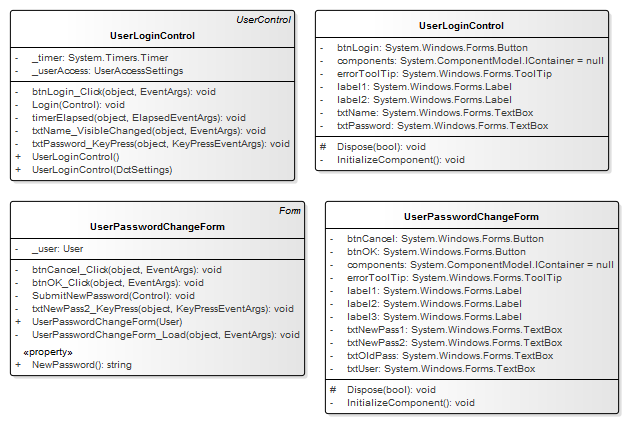 UserControl
UserLoginControl
- _timer: System.Timers.Timer
- _userAccess: UserAccessSettings
- btnLogin_Click(object, EventArgs): void
- Login(Control): void
- timerElapsed(object, ElapsedEventArgs): void
- txtName_VisibleChanged(object, EventArgs): void
- txtPassword_KeyPress(object, KeyPressEventArgs): void
+ UserLoginControl()
+ UserLoginControl(DctSettings)
UserLoginControl
- btnLogin: System.Windows.Forms.Button
- components: System.ComponentModel.IContainer = null
- errorToolTip: System.Windows.Forms.ToolTip
- label1: System.Windows.Forms.Label
- label2: System.Windows.Forms.Label
- txtName: System.Windows.Forms.TextBox
- txtPassword: System.Windows.Forms.TextBox
# Dispose(bool): void
- InitializeComponent(): void
Form
UserPasswordChangeForm
- _user: User
- btnCancel_Click(object, EventArgs): void
- btnOK_Click(object, EventArgs): void
- SubmitNewPassword(Control): void
- txtNewPass2_KeyPress(object, KeyPressEventArgs): void
+ UserPasswordChangeForm(User)
- UserPasswordChangeForm_Load(object, EventArgs): void
«property»
+ NewPassword(): string
UserPasswordChangeForm
- btnCancel: System.Windows.Forms.Button
- btnOK: System.Windows.Forms.Button
- components: System.ComponentModel.IContainer = null
- errorToolTip: System.Windows.Forms.ToolTip
- label1: System.Windows.Forms.Label
- label2: System.Windows.Forms.Label
- label3: System.Windows.Forms.Label
- txtNewPass1: System.Windows.Forms.TextBox
- txtNewPass2: System.Windows.Forms.TextBox
- txtOldPass: System.Windows.Forms.TextBox
- txtUser: System.Windows.Forms.TextBox
# Dispose(bool): void
- InitializeComponent(): void